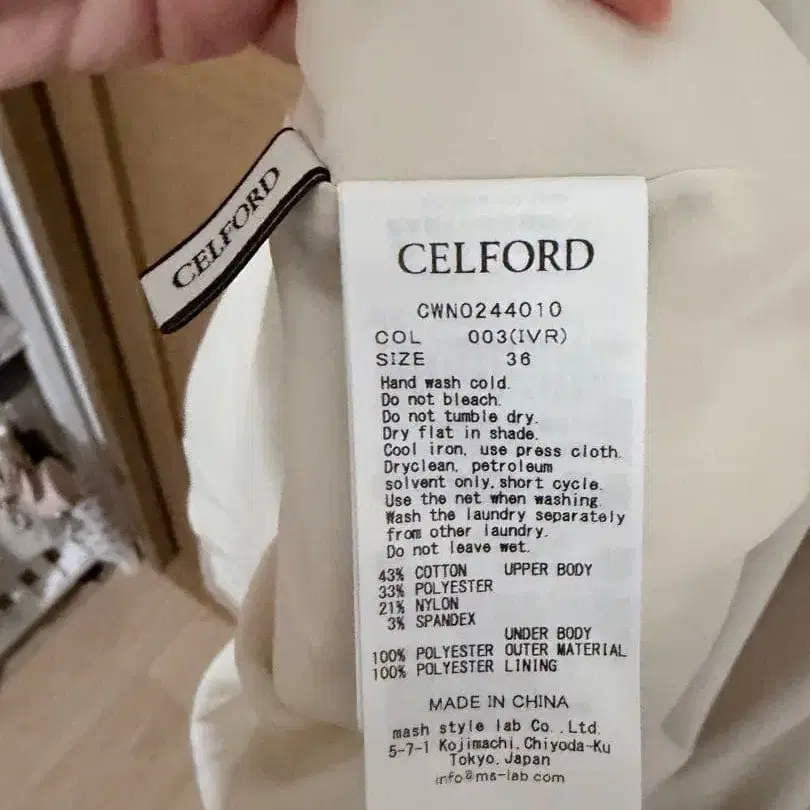 CELFORD
CELFORD
CWNO244010
COL 003(IVR)
SIZE 36
Hand wash cold.
Do not bleach.
Do not tumble dry.
Dry flat in shade.
Cool iron, use press cloth.
Dryclean, petroleum
solvent only, short cycle.
Use the net when washing.
Wash the laundry separately
from other laundry.
Do not leave wet.
43% COTTON UPPER BODY
33% POLYESTER
21% NYLON
3% SPANDEX
UNDER BODY
100% POLYESTER OUTER MATERIAL
100% POLYESTER LINING
MADE IN CHINA
mash style lab Co., Ltd.
5-7-1 Kojimachi, Chiyoda-Ku
Tokyo, Japan
info@ms-lab.com